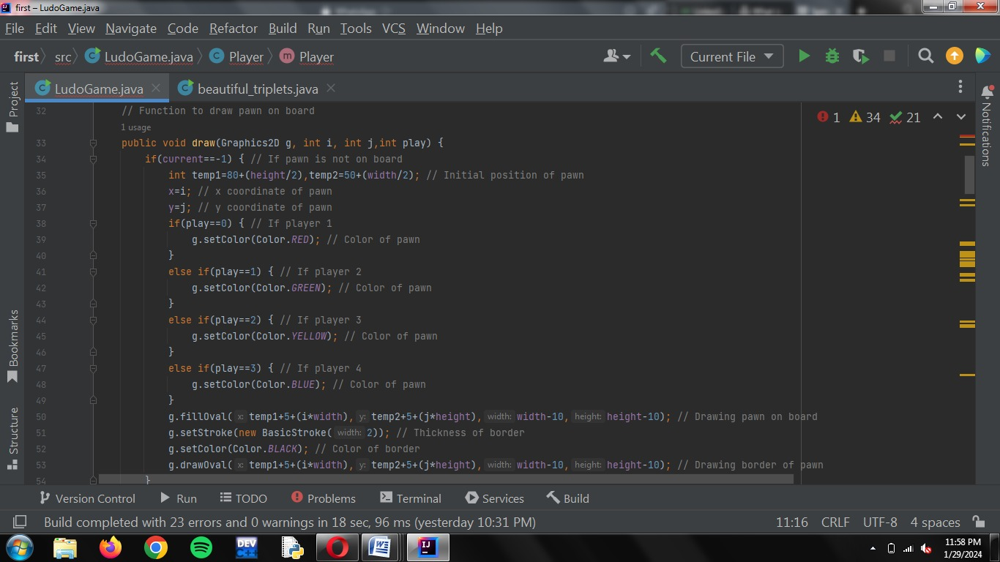 first – LudoGame.java
File Edit View Navigate Code Refactor Build Run Tools VCS Window Help
first src LudoGame.java Player Player Current File
LudoGame.java beautiful_triplets.java
1 34 21
32 // Function to draw pawn on board
1 usage
33 public void draw(Graphics2D g, int i, int j,int play) {
34 if(current==-1) { // If pawn is not on board
35 int temp1=80+(height/2),temp2=50+(width/2); // Initial position of pawn
36 x=i; // x coordinate of pawn
37 y=j; // y coordinate of pawn
38 if(play==0) { // If player 1
39 g.setColor(Color.RED); // Color of pawn
40 }
41 else if(play==1) { // If player 2
42 g.setColor(Color.GREEN); // Color of pawn
43 }
44 else if(play==2) { // If player 3
45 g.setColor(Color.YELLOW); // Color of pawn
46 }
47 else if(play==3) { // If player 4
48 g.setColor(Color.BLUE); // Color of pawn
49 }
50 g.fillOval( x: temp1+5+(i*width), y: temp2+5+(j*height), width: width-10, height: height-10); // Drawing pawn on board
51 g.setStroke(new BasicStroke( width: 2)); // Thickness of border
52 g.setColor(Color.BLACK); // Color of border
53 g.drawOval( x: temp1+5+(i*width), y: temp2+5+(j*height), width: width-10, height: height-10); // Drawing border of pawn
54 }
Project
Bookmarks
Structure
Notifications
Version Control Run TODO Problems Terminal Services Build
Build completed with 23 errors and 0 warnings in 18 sec, 96 ms (yesterday 10:31 PM) 11:16 CRLF UTF-8 4 spaces
DEV C++
W
IJ
11:58 PM
1/29/2024